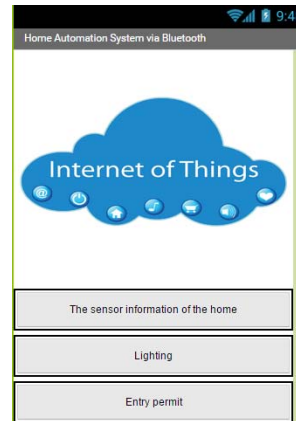 9:4
Home Automation System via Bluetooth
Internet of Things
@
The sensor information of the home
Lighting
Entry permit